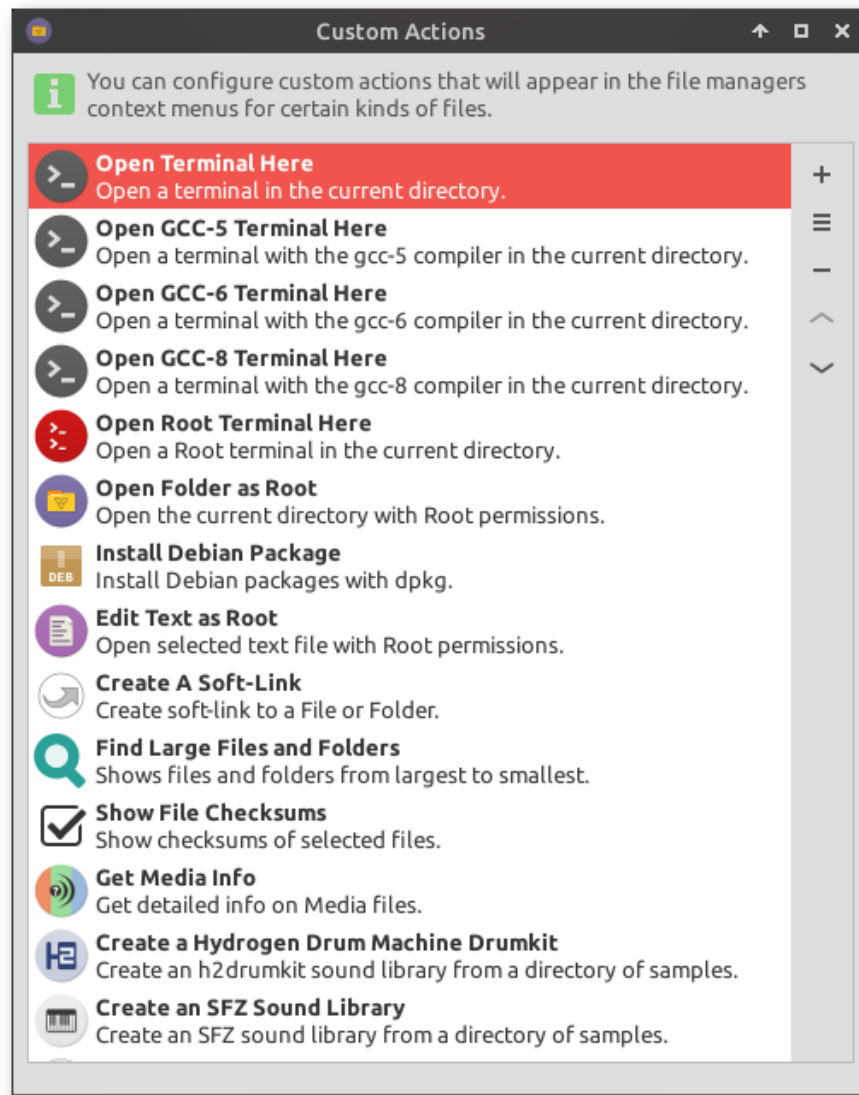 Custom Actions
You can configure custom actions that will appear in the file managers
context menus for certain kinds of files.
Open Terminal Here
Open a terminal in the current directory.
Open GCC-5 Terminal Here
Open a terminal with the gcc-5 compiler in the current directory.
Open GCC-6 Terminal Here
Open a terminal with the gcc-6 compiler in the current directory.
Open GCC-8 Terminal Here
Open a terminal with the gcc-8 compiler in the current directory.
Open Root Terminal Here
Open a Root terminal in the current directory.
Open Folder as Root
Open the current directory with Root permissions.
Install Debian Package
DEB Install Debian packages with dpkg.
Edit Text as Root
Open selected text file with Root permissions.
Create A Soft-Link
Create soft-link to a File or Folder.
Find Large Files and Folders
Shows files and folders from largest to smallest.
Show File Checksums
Show checksums of selected files.
Get Media Info
Get detailed info on Media files.
Create a Hydrogen Drum Machine Drumkit
H2 Create an h2drumkit sound library from a directory of samples.
Create an SFZ Sound Library
Create an SFZ sound library from a directory of samples.